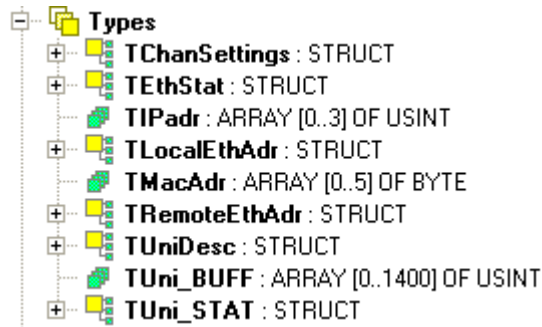 Types
TChanSettings : STRUCT
TEthStat : STRUCT
TIPadr : ARRAY [0..3] OF USINT
TLocalEthAdr : STRUCT
TMacAdr : ARRAY [0..5] OF BYTE
TRemoteEthAdr : STRUCT
TUniDesc : STRUCT
TUni_BUFF : ARRAY [0..1400] OF USINT
TUni_STAT : STRUCT